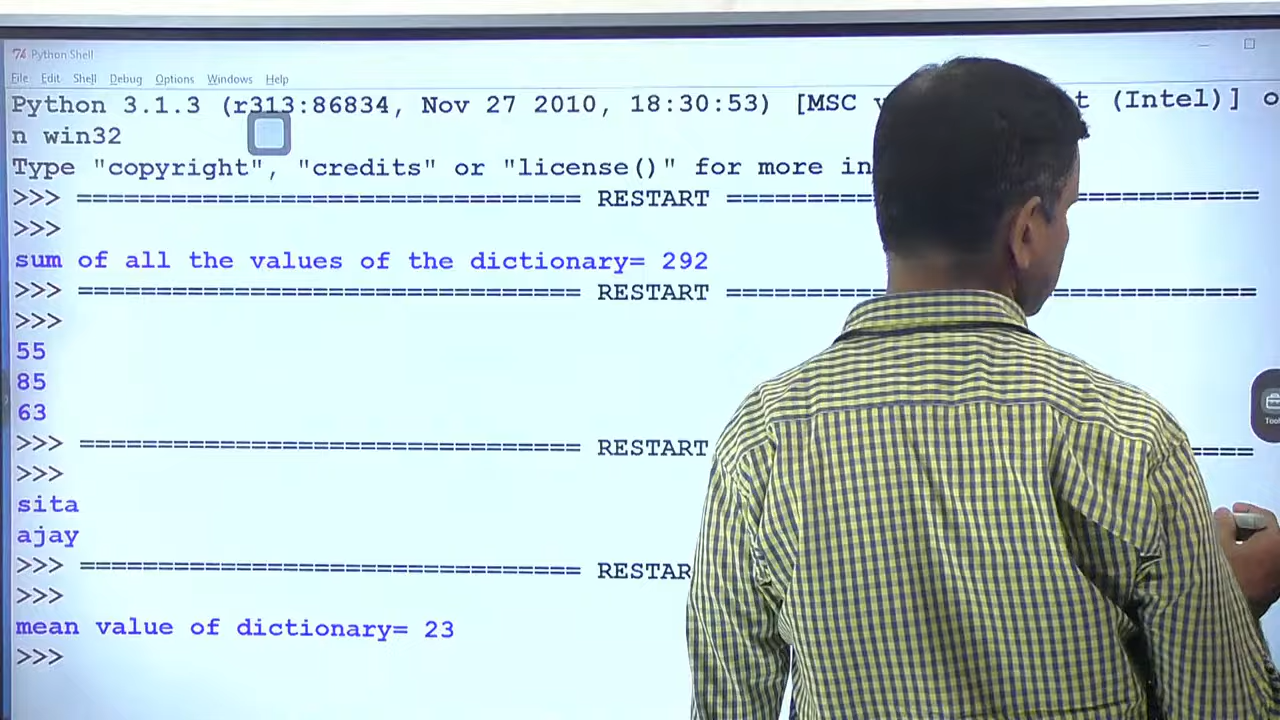 Python Shell
File Edit Shell Debug Options Windows Help
Python 3.1.3 (r313:86834, Nov 27 2010, 18:30:53) [MSC t (Intel)] o
n win32
Type "copyright", "credits" or "license()" for more in
>>> ================================ RESTART ================================
>>>
sum of all the values of the dictionary= 292
>>> ================================ RESTART ================================
>>>
55
85
63
>>> ================================ RESTART ====
>>>
sita
ajay
>>> ================================ RESTAR
>>>
mean value of dictionary= 23
>>>